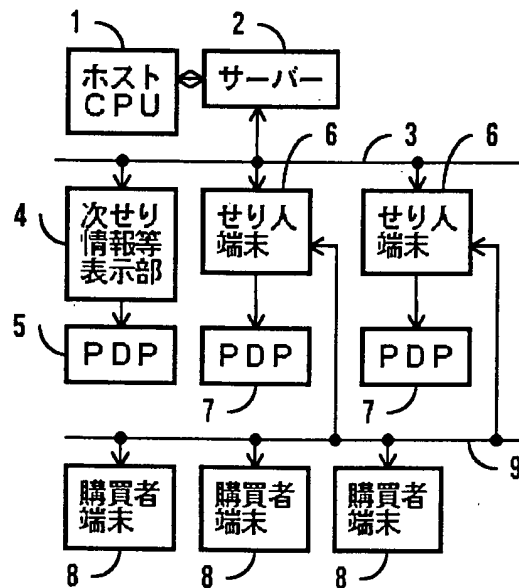 1
2
ホスト
CPU
サーバー
6
3
6
4
次せり
情報等
表示部
せり人
端末
せり人
端末
5
PDP
PDP
PDP
7
7
9
購買者
端末
購買者
端末
購買者
端末
8
8
8